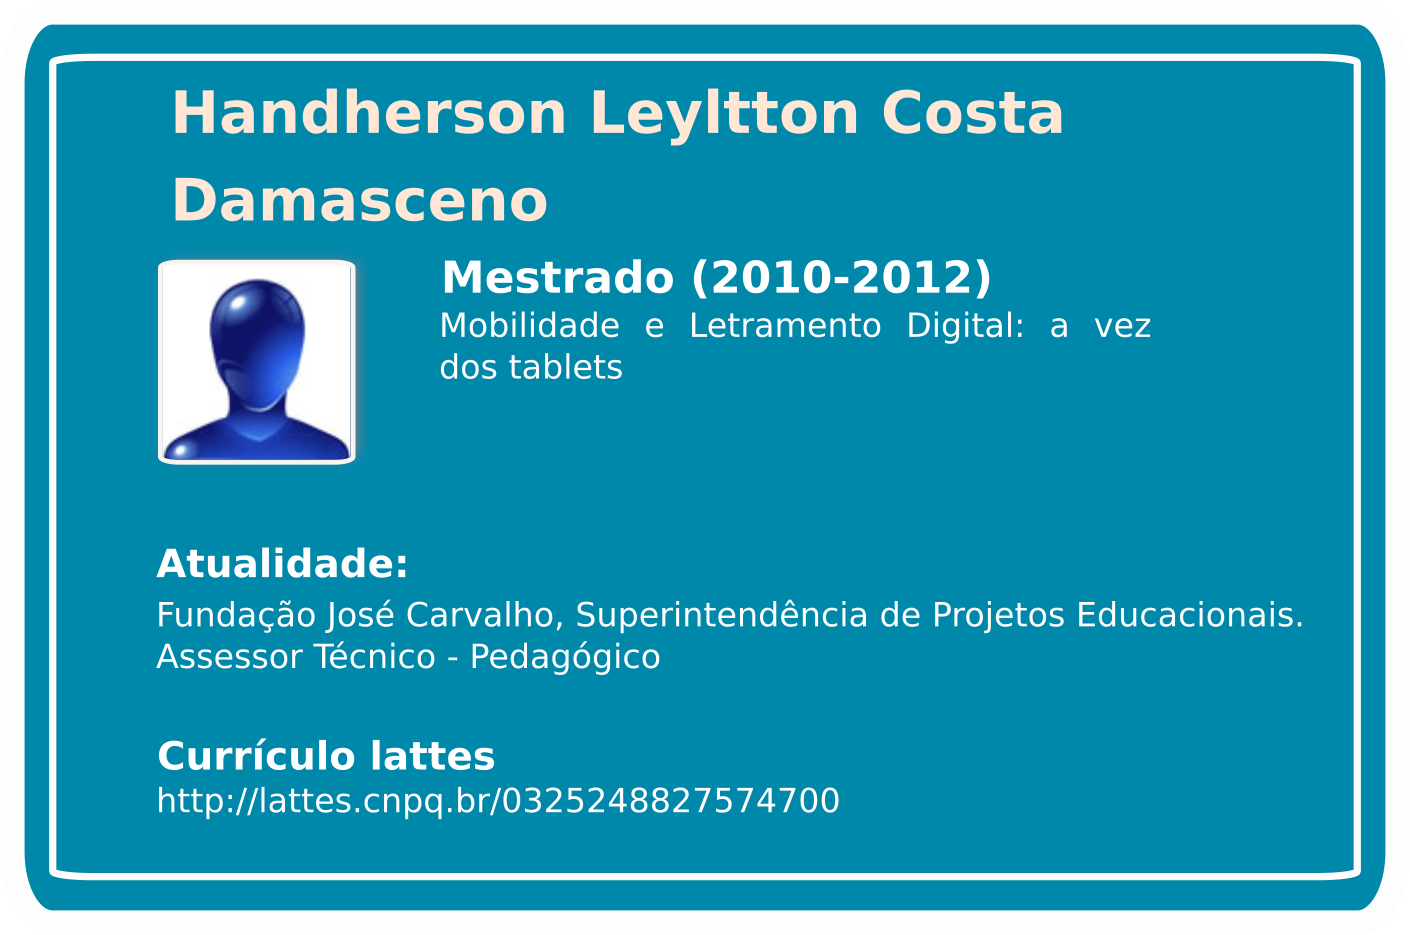 Handherson Leyltton Costa
Damasceno
Mestrado (2010-2012)
Mobilidade e Letramento Digital: a vez
dos tablets
Atualidade:
Fundação José Carvalho, Superintendência de Projetos Educacionais.
Assessor Técnico - Pedagógico
Currículo lattes
http://lattes.cnpq.br/0325248827574700